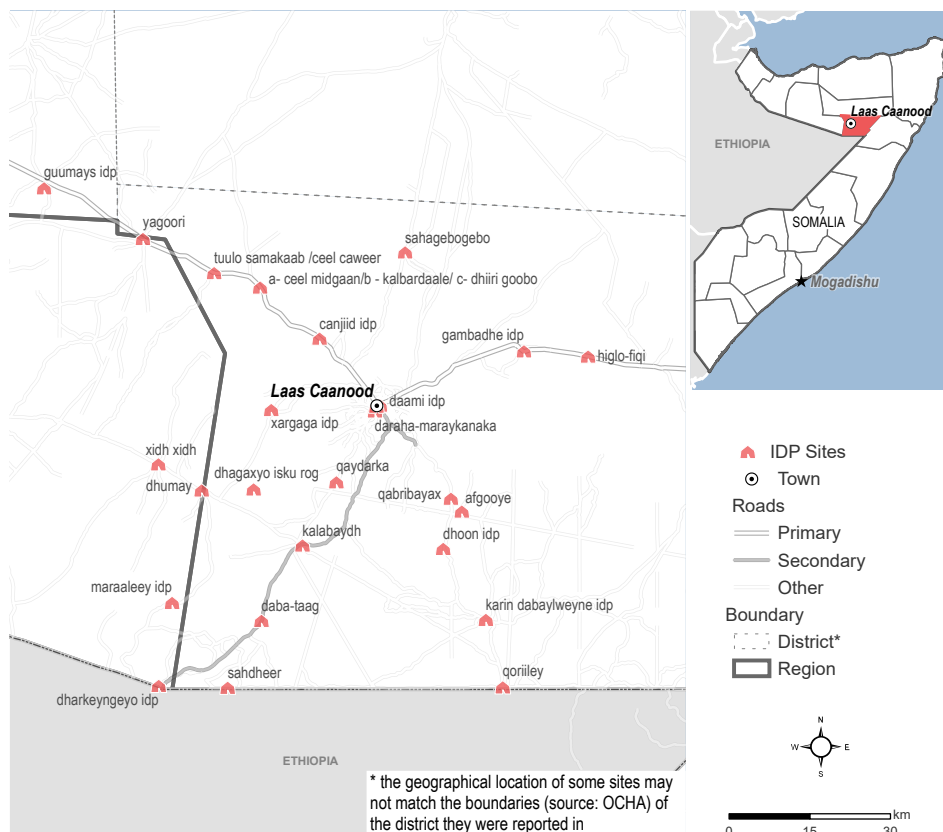 guumays idp
yagoori
sahagebogebo
tuulo samakaab /ceel caweer
a- ceel midgaan/b - kalbardaale/ c- dhiiri goobo
canjiid idp
gambadhe idp
higlo-fiqi
Laas Caanood
daami idp
xargaga idp
daraha-maraykanaka
xidh xidh
dhagaxyo isku rog
qaydarka
dhumay
qabribayax
afgooye
kalabaydh
dhoon idp
maraaleey idp
daba-taag
karin dabaylweyne idp
sahdheer
qoriiley
dharkeyngeyo idp
ETHIOPIA
* the geographical location of some sites may
not match the boundaries (source: OCHA) of
the district they were reported in
Laas Caanood
ETHIOPIA
SOMALIA
Mogadishu
IDP Sites
Town
Roads
Primary
Secondary
Other
Boundary
District*
Region
N
W
E
S
km
0
15
30